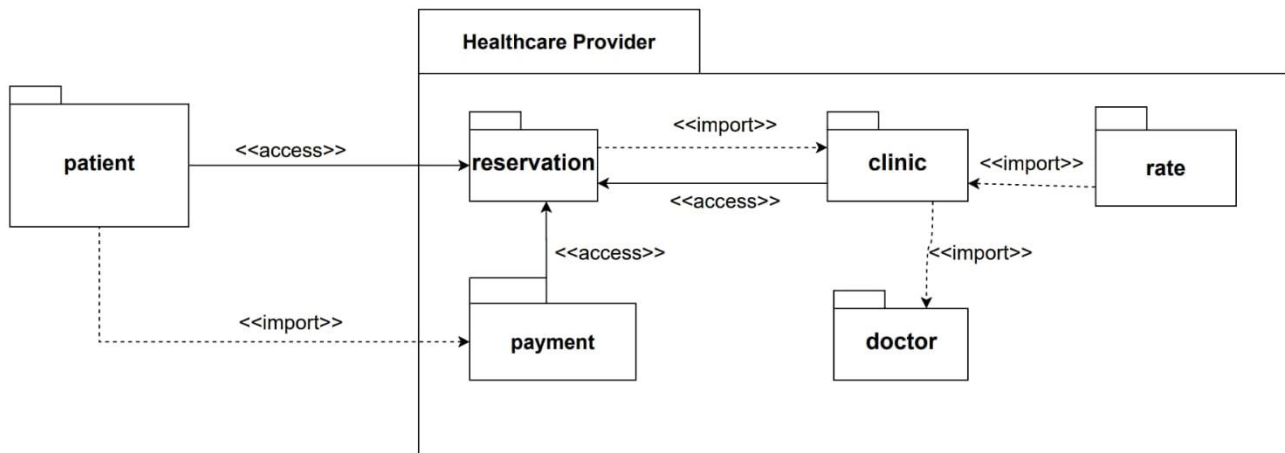 Healthcare Provider
patient
<<access>>
reservation
<<import>>
clinic
<<import>>
rate
<<access>>
<<access>>
<<import>>
<<import>>
payment
doctor